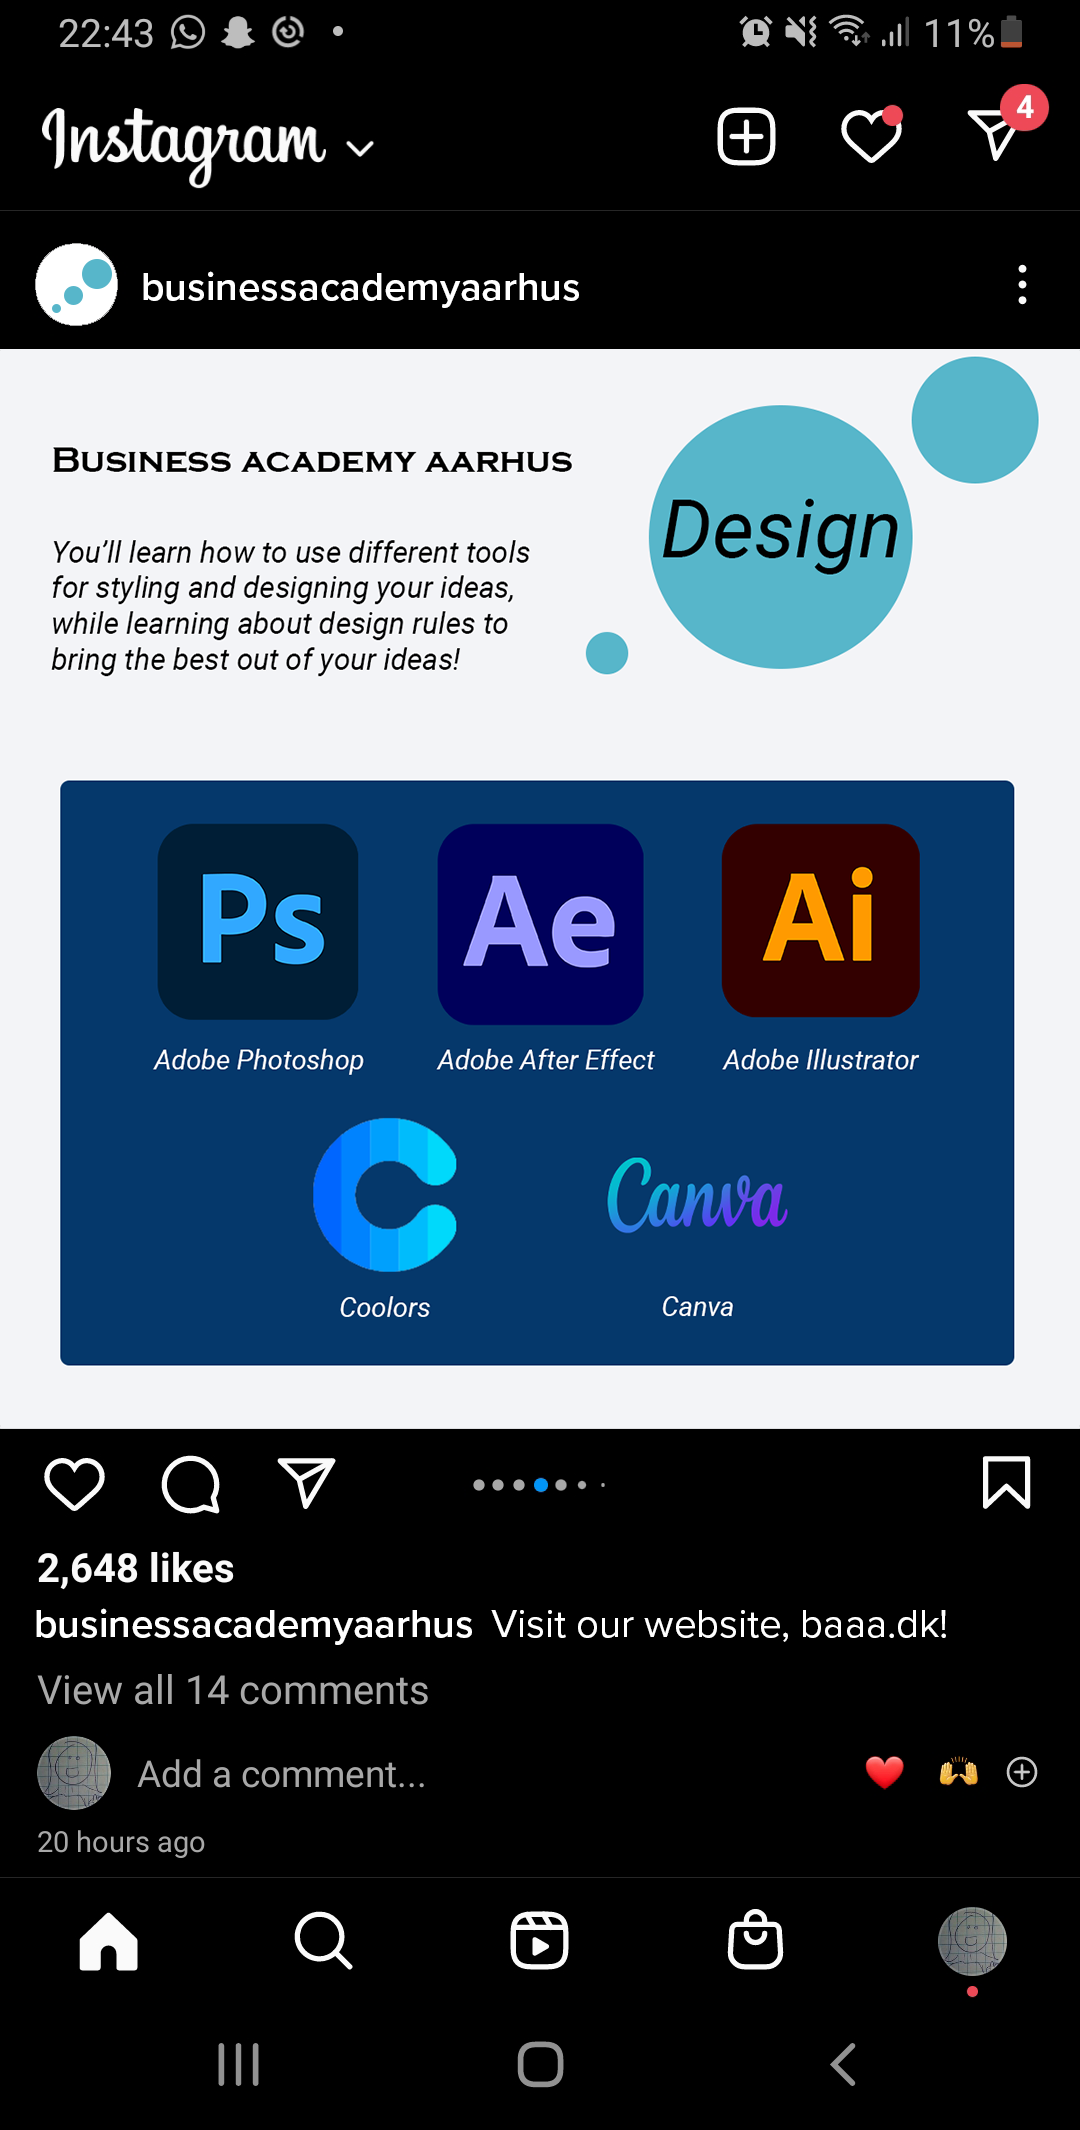 22:43
11%
Instagram
4
businessacademyaarhus
BUSINESS ACADEMY AARHUS
Design
You'll learn how to use different tools
for styling and designing your ideas,
while learning about design rules to
bring the best out of your ideas!
Ps Ae Ai
Adobe Photoshop Adobe After Effect Adobe Illustrator
Canva
Coolors Canva
2,648 likes
businessacademyaarhus Visit our website, baaa.dk!
View all 14 comments
Add a comment...
20 hours ago